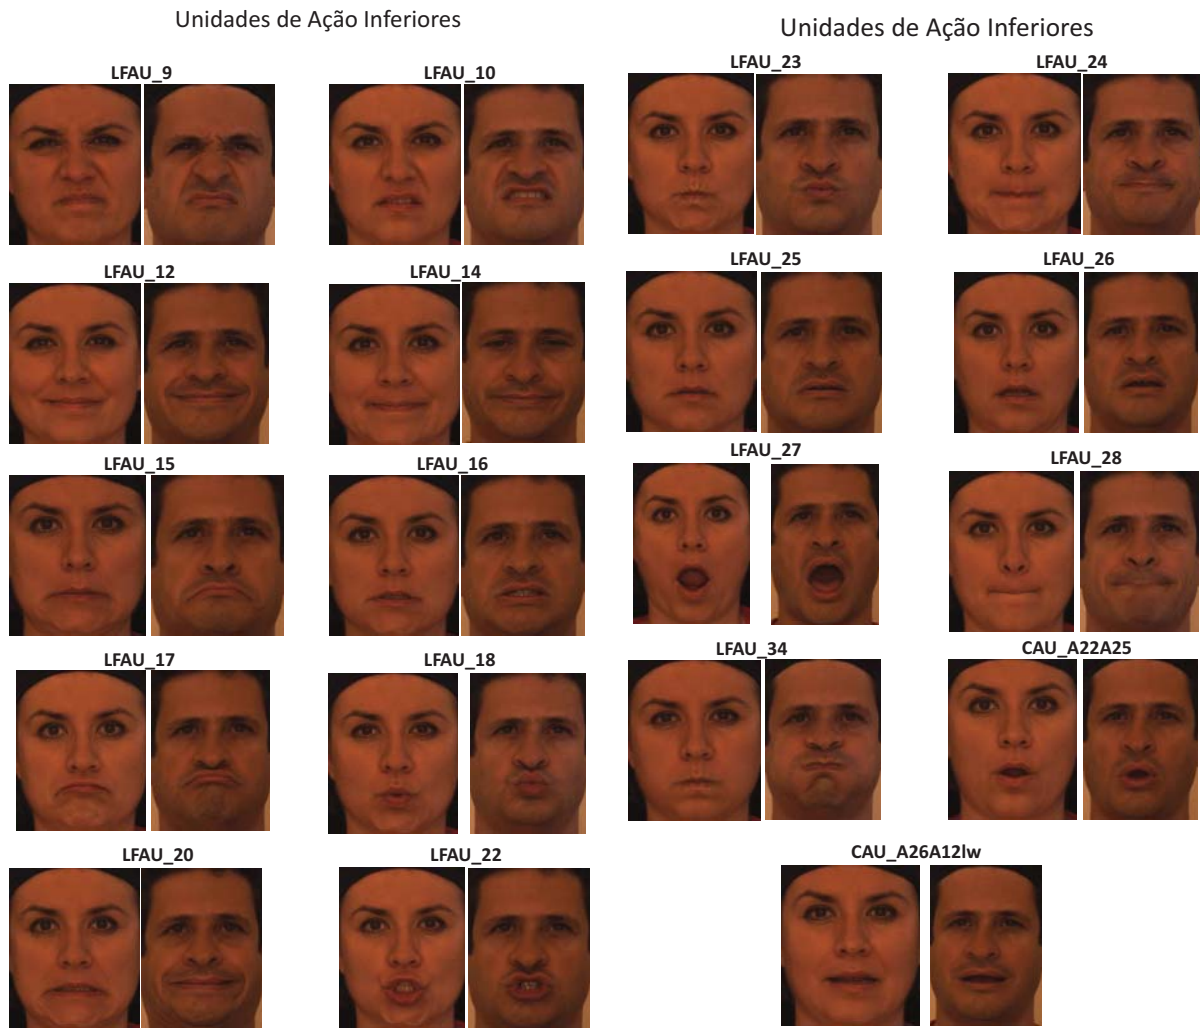 Unidades de Ação Inferiores
LFAU_9
LFAU_10
LFAU_12
LFAU_14
LFAU_15
LFAU_16
LFAU_17
LFAU_18
LFAU_20
LFAU_22
Unidades de Ação Inferiores
LFAU_23
LFAU_24
LFAU_25
LFAU_26
LFAU_27
LFAU_28
LFAU_34
CAU_A22A25
CAU_A26A12lw